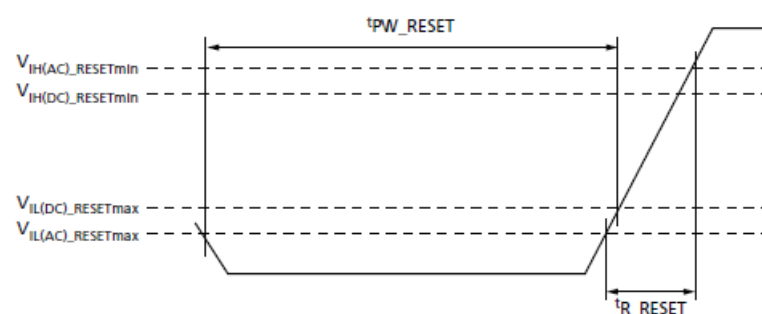 tPW_RESET
VIH(AC)_RESETmin
VIH(DC)_RESETmin
VIL(DC)_RESETmax
VIL(AC)_RESETmax
tR_RESET